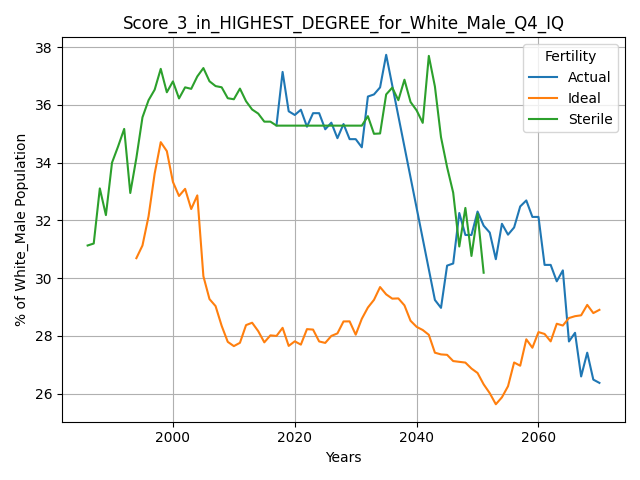 Score_3_in_HIGHEST_DEGREE_for_White_Male_Q4_IQ
Fertility
Actual
Ideal
Sterile
% of White_Male Population
38
36
34
32
30
28
26
2000
2020
2040
2060
Years